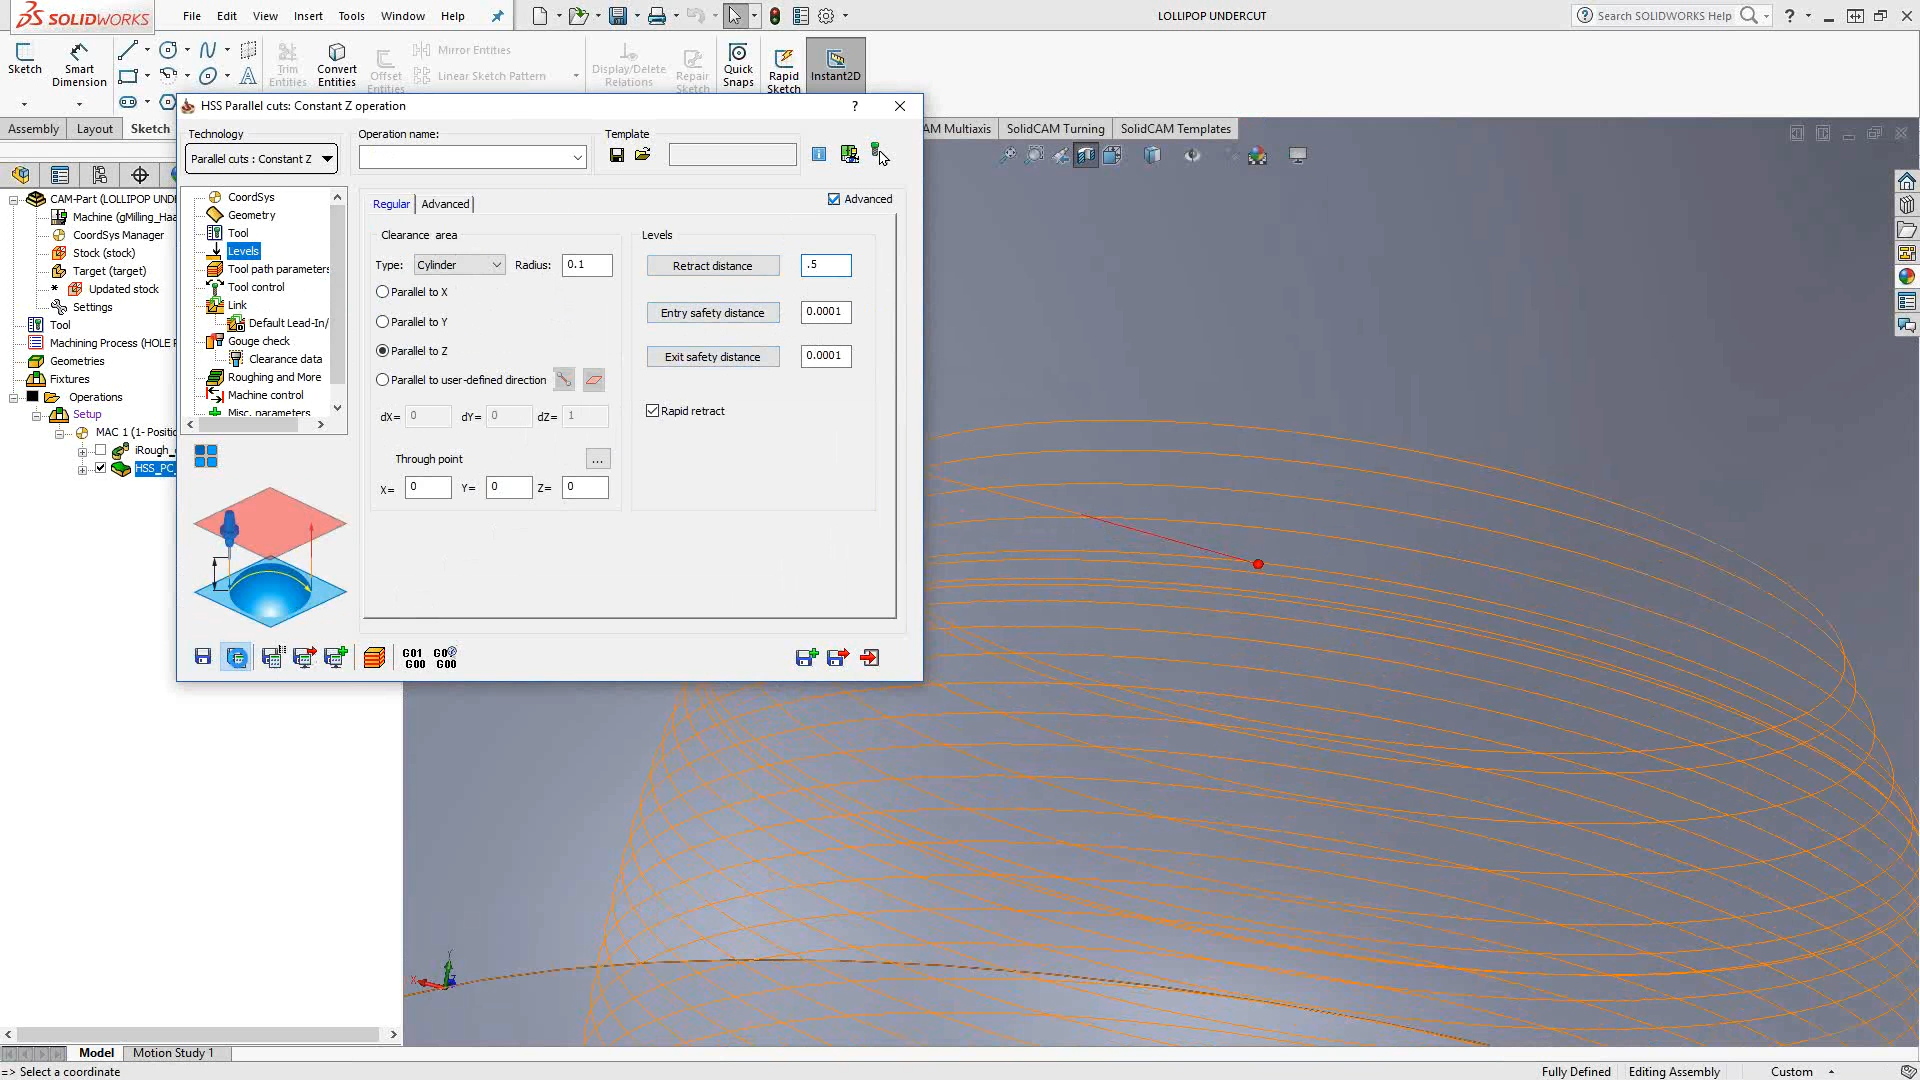 SOLIDWORKS
File Edit View Insert Tools Window Help
LOLLIPOP UNDERCUT
Search SOLIDWORKS Help
Sketch
Smart Dimension
Trim Entities
Convert Entities
Offset Entities
Mirror Entities
Linear Sketch Pattern
Display/Delete Relations
Repair Sketch
Quick Snaps
Rapid Sketch
Instant2D
Assembly Layout Sketch
AM Multiaxis SolidCAM Turning SolidCAM Templates
CAM-Part (LOLLIPOP UND
Machine (gMilling_Haa
CoordSys Manager
Stock (stock)
Target (target)
* Updated stock
Settings
Tool
Machining Process (HOLE P
Geometries
Fixtures
Operations
Setup
MAC 1 (1- Positio
iRough_
HSS_PC_
HSS Parallel cuts: Constant Z operation
?
Technology
Parallel cuts : Constant Z
Operation name:
Template
CoordSys
Geometry
Tool
Levels
Tool path parameters
Tool control
Link
Default Lead-In/
Gouge check
Clearance data
Roughing and More
Machine control
Misc. parameters
Regular Advanced
Advanced
Clearance area
Type: Cylinder Radius: 0.1
Parallel to X
Parallel to Y
Parallel to Z
Parallel to user-defined direction
dX= 0 dY= 0 dZ= 1
Through point ...
X= 0 Y= 0 Z= 0
Levels
Retract distance .5
Entry safety distance 0.0001
Exit safety distance 0.0001
Rapid retract
G01 G00
G00
X
Y
Z
Model Motion Study 1
=> Select a coordinate
Fully Defined Editing Assembly Custom